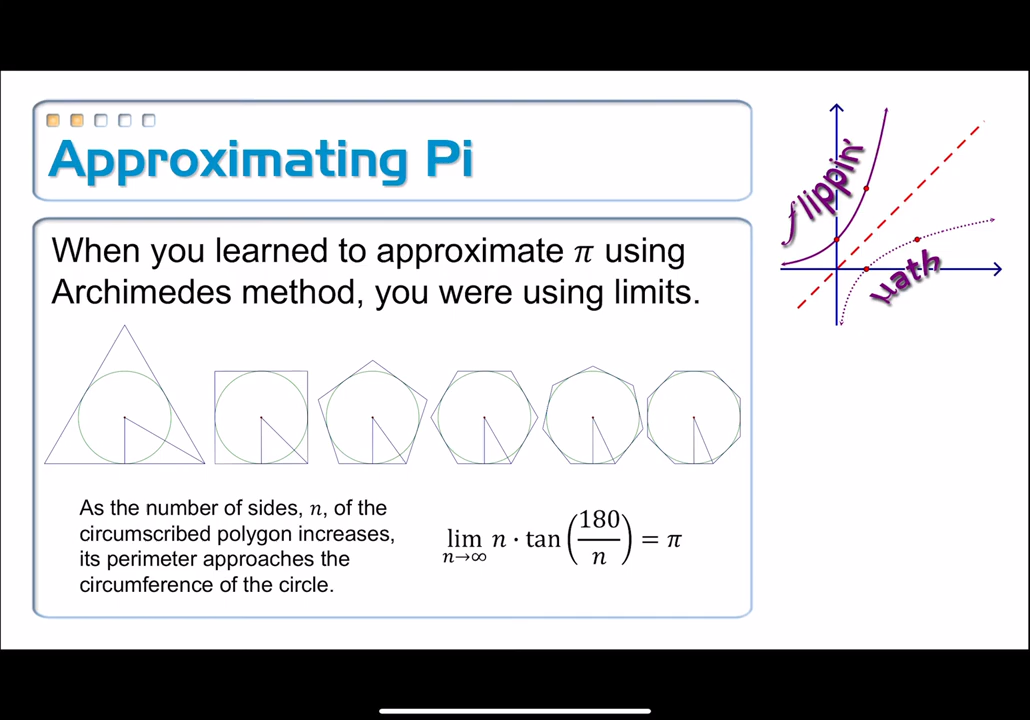 Approximating Pi
When you learned to approximate π using
Archimedes method, you were using limits.
As the number of sides, n, of the
circumscribed polygon increases,
its perimeter approaches the
circumference of the circle.
lim n→∞ n · tan(180/n) = π
flippin'
μath